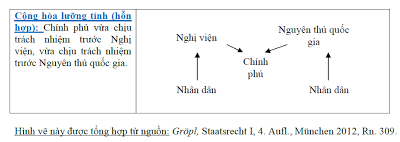 Cộng hòa lưỡng tính (hỗn
hợp): Chính phủ vừa chịu
trách nhiệm trước Nghị
viện, vừa chịu trách nhiệm
trước Nguyên thủ quốc gia.
Nghị viện
Nguyên thủ quốc
gia
Chính
phủ
Nhân dân
Nhân dân
Hình vẽ này được tổng hợp từ nguồn: Gröpl, Staatsrecht I, 4. Aufl., München 2012, Rn. 309.